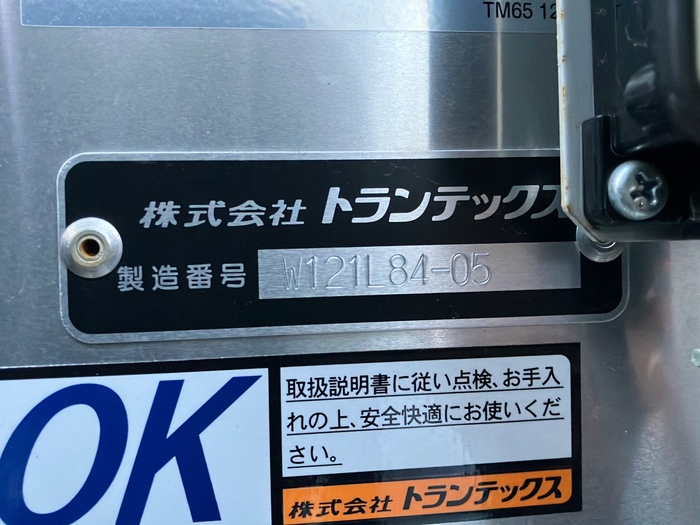 TM65 12
株式会社 トランテックス
製造番号 W121L84-05
OK
取扱説明書に従い点検、お手入
れの上、安全快適にお使いくだ
さい。
株式会社 トランテックス